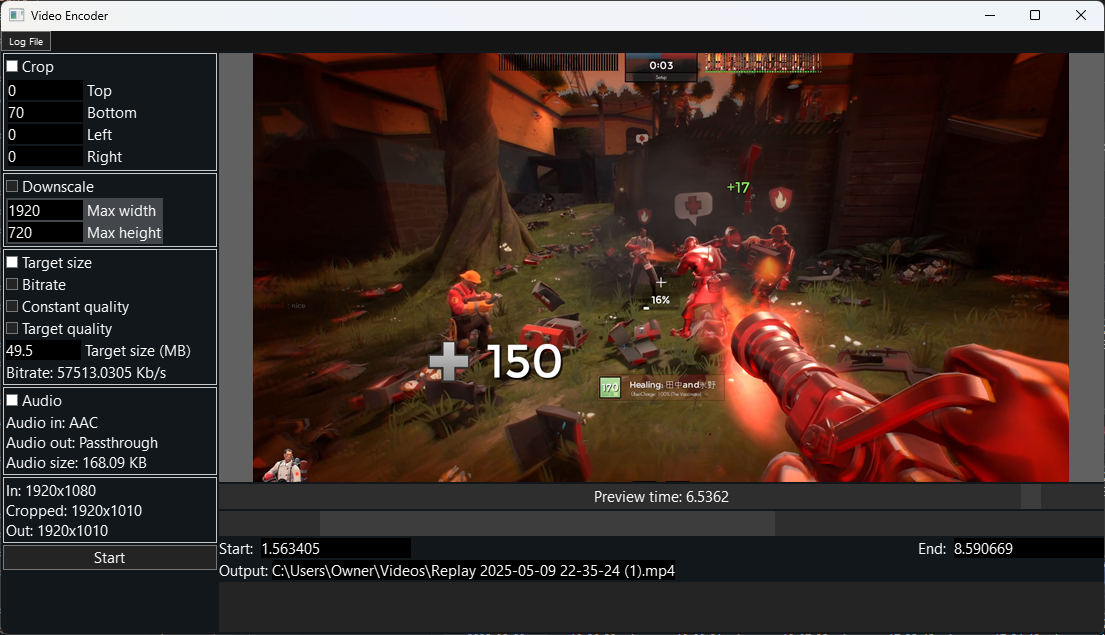 Video Encoder
Log File
Crop
0 Top
70 Bottom
0 Left
0 Right
Downscale
1920 Max width
720 Max height
Target size
Bitrate
Constant quality
Target quality
49.5 Target size (MB)
Bitrate: 57513.0305 Kb/s
Audio
Audio in: AAC
Audio out: Passthrough
Audio size: 168.09 KB
In: 1920x1080
Cropped: 1920x1010
Out: 1920x1010
Start
0:03
Setup
+17
16%
: nice
150
170 Healing: 田中and水野
ÜberCharge: 100% (The Vaccinator)
Preview time: 6.5362
Start: 1.563405
End: 8.590669
Output: C:\Users\Owner\Videos\Replay 2025-05-09 22-35-24 (1).mp4